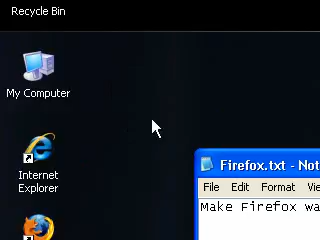 Recycle Bin
My Computer
Internet
Explorer
Firefox.txt - Not
File Edit Format Vie
Make Firefox wa